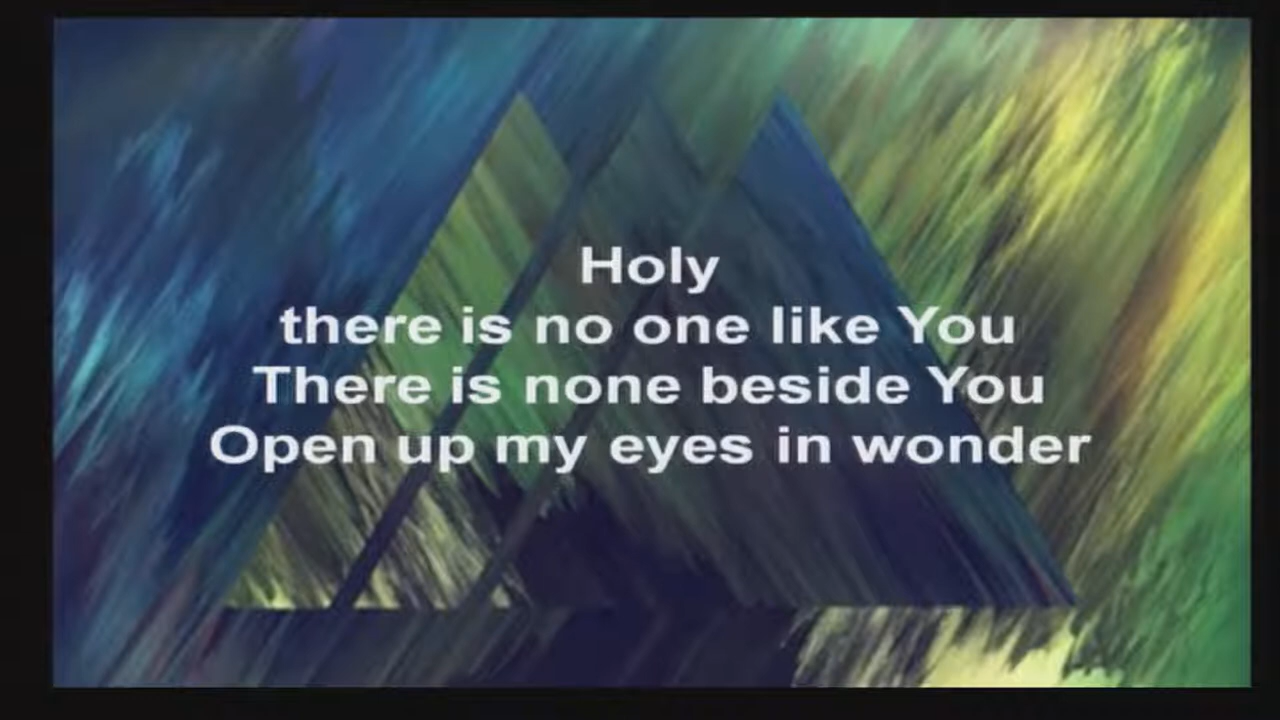 Holy
there is no one like You
There is none beside You
Open up my eyes in wonder